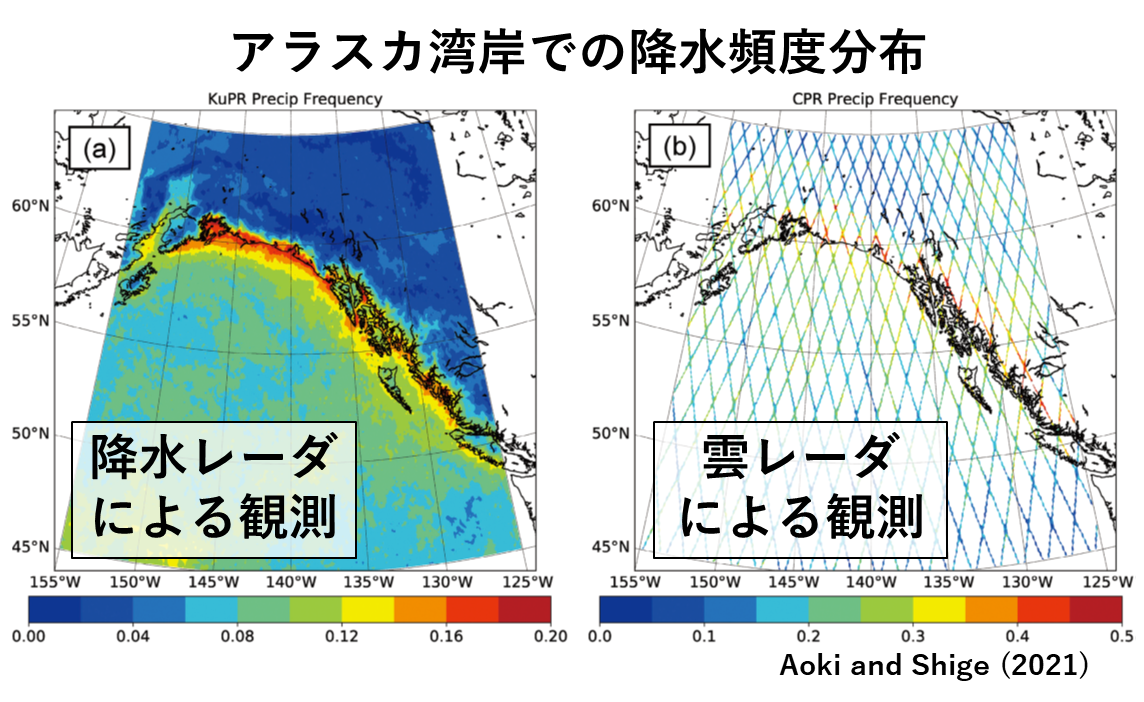 アラスカ湾岸での降水頻度分布
KuPR Precip Frequency
(a)
60°N
55°N
50°N
45°N
155°W 150°W 145°W 140°W 135°W 130°W 125°W
降水レーダ
による観測
0.00 0.04 0.08 0.12 0.16 0.20
CPR Precip Frequency
(b)
60°N
55°N
50°N
45°N
155°W 150°W 145°W 140°W 135°W 130°W 125°W
雲レーダ
による観測
0.0 0.1 0.2 0.3 0.4 0.5
Aoki and Shige (2021)